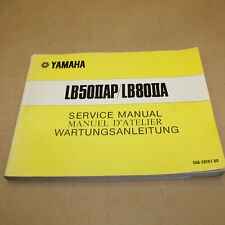 YAMAHA
LB50IIAP LB80IIA
SERVICE MANUAL
MANUEL D'ATELIER
WARTUNGSANLEITUNG